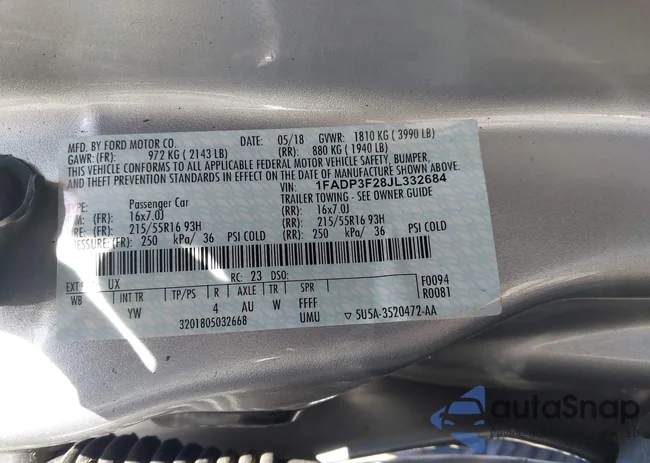 MFD. BY FORD MOTOR CO. DATE: 05/18 GVWR: 1810 KG ( 3990 LB)
GAWR: (FR): 972 KG ( 2143 LB) (RR): 880 KG ( 1940 LB)
THIS VEHICLE CONFORMS TO ALL APPLICABLE FEDERAL MOTOR VEHICLE SAFETY, BUMPER,
AND THEFT PREVENTION STANDARDS IN EFFECT ON THE DATE OF MANUFACTURE SHOWN ABOVE.
VIN: 1FADP3F28JL332684
TYPE: Passenger Car TRAILER TOWING - SEE OWNER GUIDE
(FR): 16x7.0J (RR): 16x7.0J
(FR): 215/55R16 93H (RR): 215/55R16 93H
PRESSURE: (FR): 250 kPa/ 36 PSI COLD (RR): 250 kPa/ 36 PSI COLD
EXT UX RC: 23 DSO: F0094
WB INT TR TP/PS R AXLE TR SPR R0081
YW 4 AU W FFFF
3201805032668 UMU ▽ 5U5A-3520472-AA
autoSnap